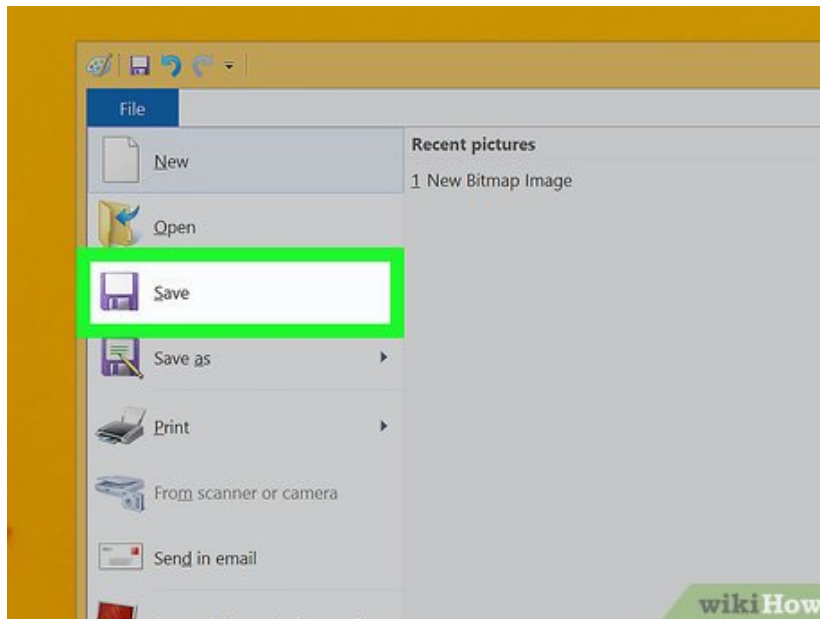 File
New
Recent pictures
1 New Bitmap Image
Open
Save
Save as
Print
From scanner or camera
Send in email
wikiHow